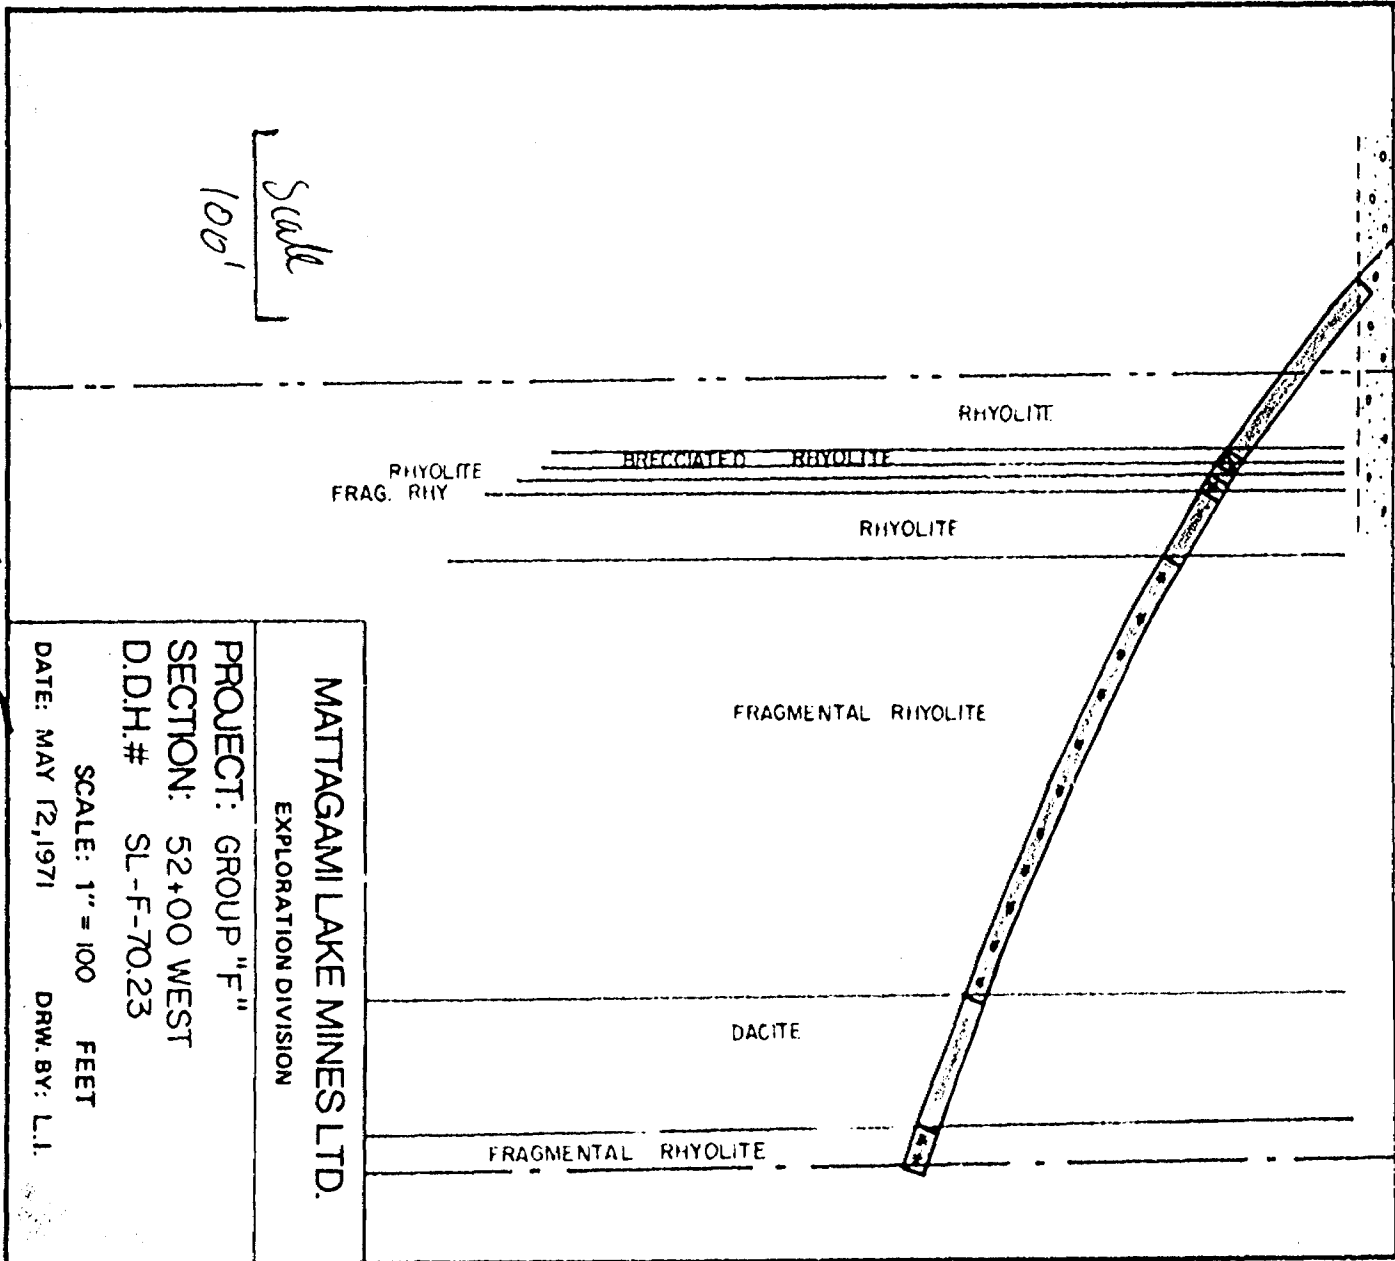 Scale
100'
RHYOLITE
BRECCIATED RHYOLITE
RHYOLITE
FRAG. RHY
RHYOLITE
FRAGMENTAL RHYOLITE
DACITE
FRAGMENTAL RHYOLITE
MATTAGAMI LAKE MINES LTD.
EXPLORATION DIVISION
PROJECT: GROUP "F"
SECTION: 52+00 WEST
D.D.H.# SL-F-70.23
SCALE: 1" = 100 FEET
DATE: MAY 12, 1971 DRW. BY: L.I.